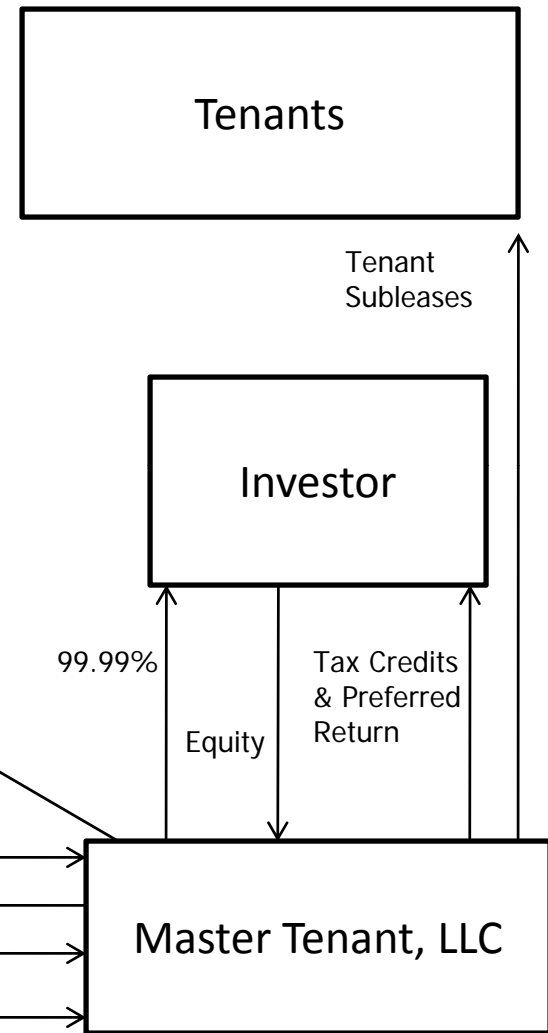 Tenants
Tenant
Subleases
Investor
99.99%
Equity
Tax Credits
& Preferred
Return
Master Tenant, LLC